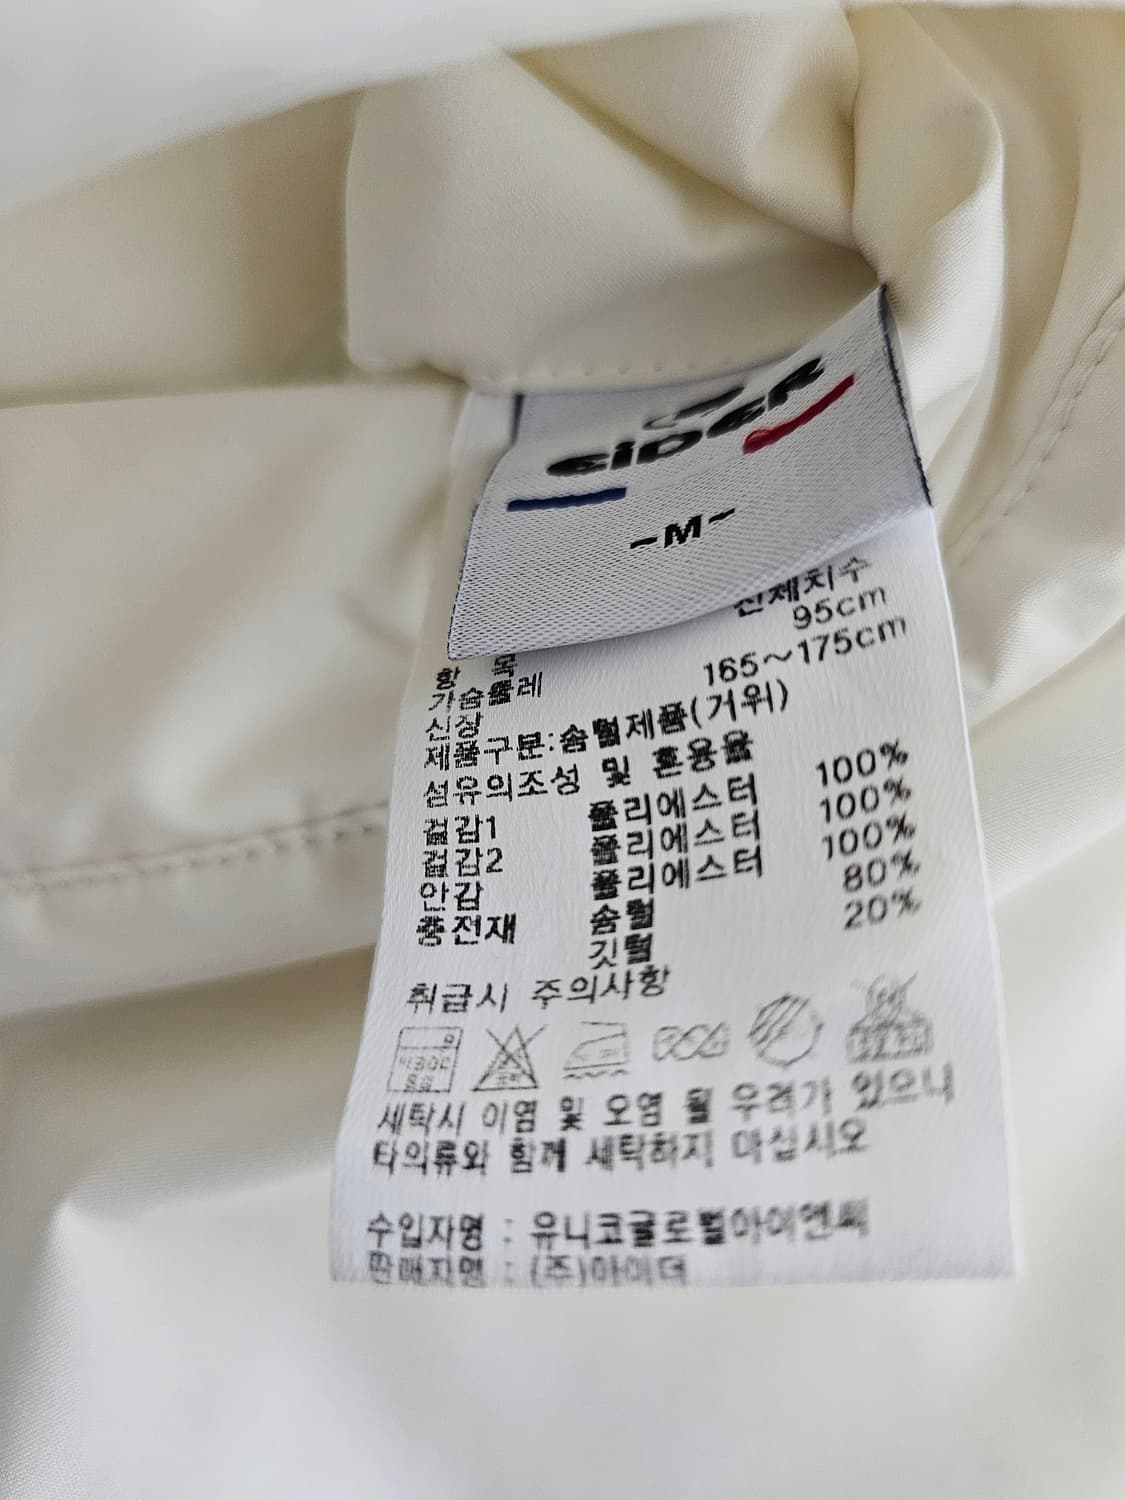 eider
-M-
신체치수
항 목
95cm
가슴둘레
165~175cm
신장
제품구분:솜털제품(거위)
섬유의조성 및 혼용율
겉감1 폴리에스터 100%
겉감2 폴리에스터 100%
안감 폴리에스터 100%
충전재 솜털 80%
깃털 20%
취급시 주의사항
세탁시 이염 및 오염 될 우려가 있으니
타의류와 함께 세탁하지 마십시오
수입자명 : 유니코글로벌아이엔씨
판매자명 : (주)아이더